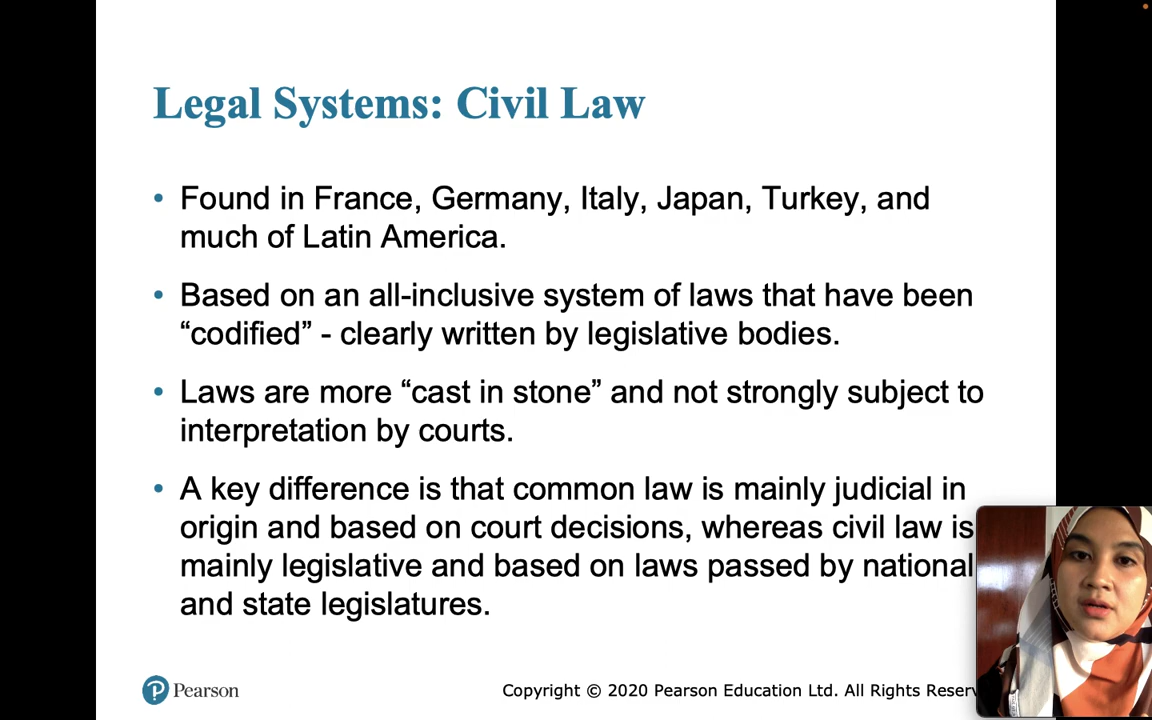 Legal Systems: Civil Law
• Found in France, Germany, Italy, Japan, Turkey, and
much of Latin America.
• Based on an all-inclusive system of laws that have been
“codified” - clearly written by legislative bodies.
• Laws are more “cast in stone” and not strongly subject to
interpretation by courts.
• A key difference is that common law is mainly judicial in
origin and based on court decisions, whereas civil law is
mainly legislative and based on laws passed by national
and state legislatures.
P Pearson
Copyright © 2020 Pearson Education Ltd. All Rights